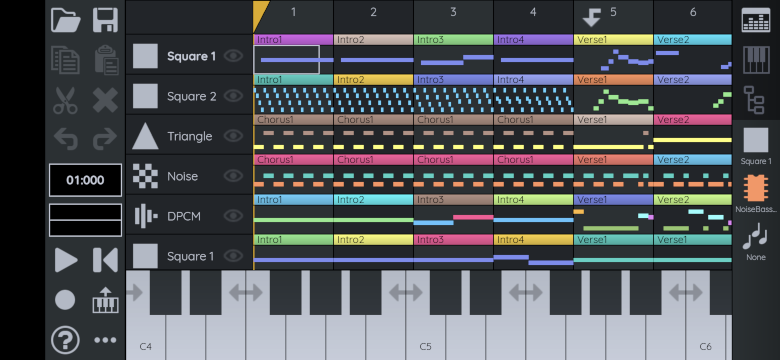 1 2 3 4 5 6
Intro1 Intro2 Intro3 Intro4 Verse1 Verse2
Square 1
Intro1 Intro2 Intro3 Intro4 Verse1 Verse2
Square 2
Chorus1 Chorus1 Chorus1 Chorus1 Verse1 Verse2
Triangle
Chorus1 Chorus1 Chorus1 Chorus1 Verse1 Verse2
Noise
Intro1 Intro2 Intro3 Intro4 Verse1 Verse2
DPCM
Intro1 Intro2 Intro3 Intro4 Verse1 Verse1
Square 1
01:000
Square 1
NoiseBass..
None
C4 C5 C6